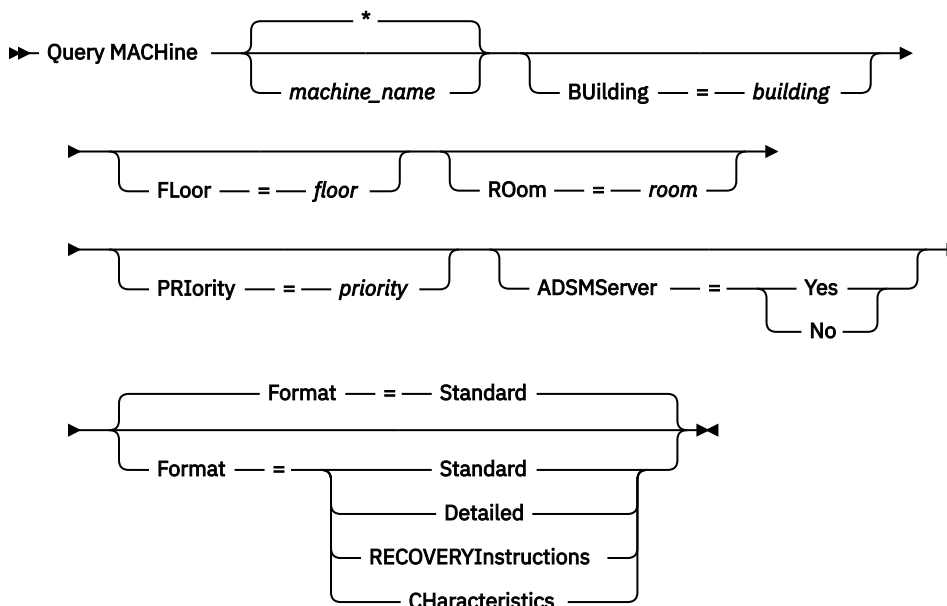 *
Query MACHine
machine_name
BUilding = building
FLoor = floor
ROom = room
PRIority = priority
ADSMServer = Yes
No
Format = Standard
Format = Standard
Detailed
RECOVERYInstructions
CHaracteristics